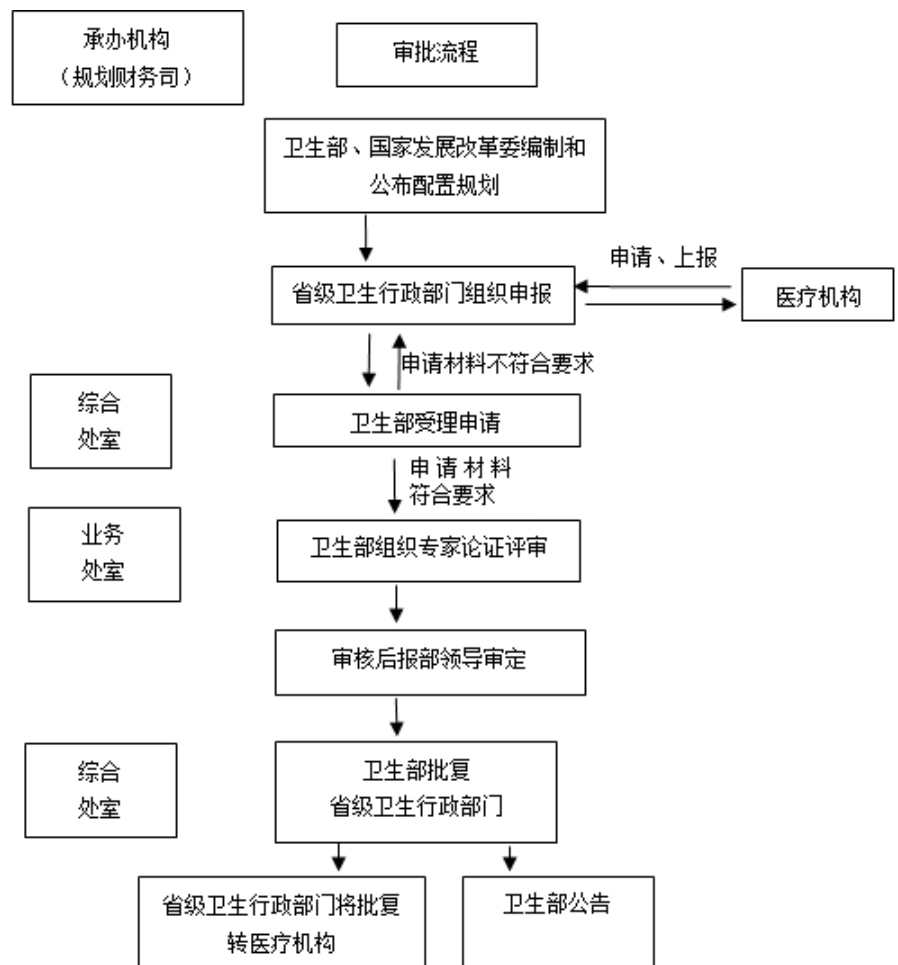 承办机构
（规划财务司）
审批流程
卫生部、国家发展改革委编制和
公布配置规划
申请、上报
省级卫生行政部门组织申报
医疗机构
申请材料不符合要求
综合
处室
卫生部受理申请
申请材料
符合要求
业务
处室
卫生部组织专家论证评审
审核后报部领导审定
综合
处室
卫生部批复
省级卫生行政部门
省级卫生行政部门将批复
转医疗机构
卫生部公告